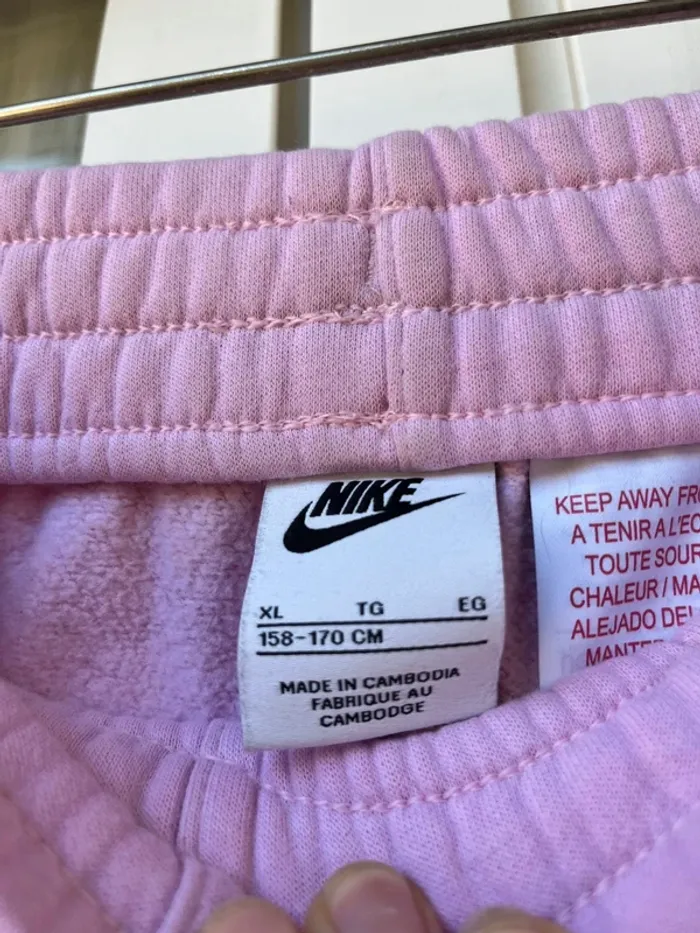 NIKE
XL TG EG
158-170 CM
MADE IN CAMBODIA
FABRIQUE AU
CAMBODGE
KEEP AWAY
A TENIR A
TOUTE
CHALEUR /
ALEJADO